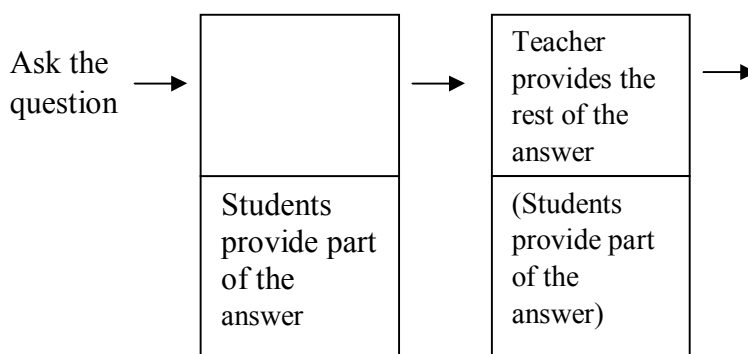 Ask the
question
Students
provide part
of the
answer
Teacher
provides the
rest of the
answer
(Students
provide part
of the
answer)